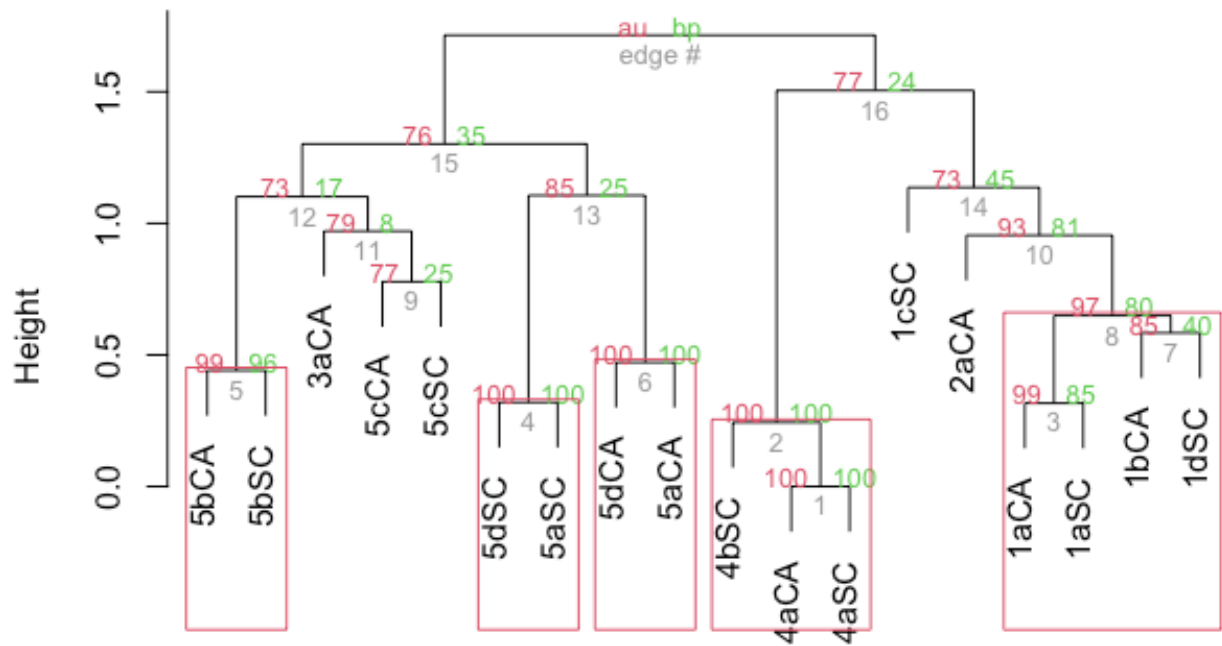 au bp
edge #
1.5
77 24
16
76 35
15
73 17
12
85 25
13
73 45
14
1.0
79 8
11
93 81
10
77 25
9
97 80
8
85 40
7
0.5
99 96
5
100 100
6
100 100
4
99 85
3
100 100
2
0.0
100 100
1
Height
5bCA
5bSC
3aCA
5cCA
5cSC
5dSC
5aSC
5dCA
5aCA
4bSC
4aCA
4aSC
1cSC
2aCA
1aCA
1aSC
1bCA
1dSC